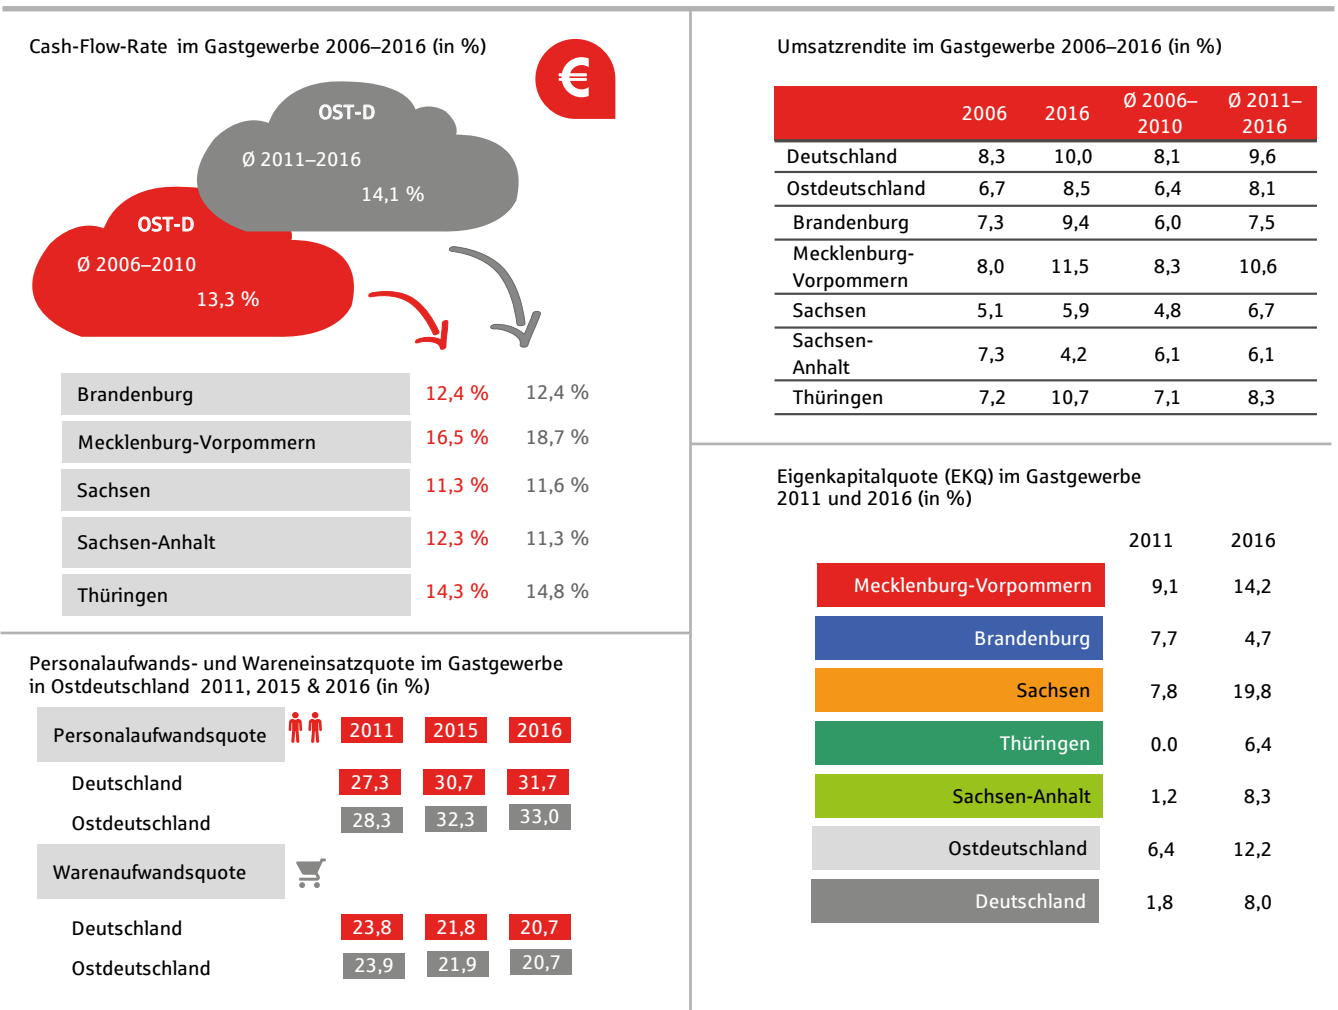 Cash-Flow-Rate im Gastgewerbe 2006–2016 (in %)
€
OST-D
Ø 2011–2016
14,1 %
OST-D
Ø 2006–2010
13,3 %
Brandenburg 12,4 % 12,4 %
Mecklenburg-Vorpommern 16,5 % 18,7 %
Sachsen 11,3 % 11,6 %
Sachsen-Anhalt 12,3 % 11,3 %
Thüringen 14,3 % 14,8 %
Personalaufwands- und Wareneinsatzquote im Gastgewerbe
in Ostdeutschland 2011, 2015 & 2016 (in %)
Personalaufwandsquote 2011 2015 2016
Deutschland 27,3 30,7 31,7
Ostdeutschland 28,3 32,3 33,0
Warenaufwandsquote
Deutschland 23,8 21,8 20,7
Ostdeutschland 23,9 21,9 20,7
Umsatzrendite im Gastgewerbe 2006–2016 (in %)
2006 2016 Ø 2006– Ø 2011–
2010 2016
Deutschland 8,3 10,0 8,1 9,6
Ostdeutschland 6,7 8,5 6,4 8,1
Brandenburg 7,3 9,4 6,0 7,5
Mecklenburg-
Vorpommern 8,0 11,5 8,3 10,6
Sachsen 5,1 5,9 4,8 6,7
Sachsen-
Anhalt 7,3 4,2 6,1 6,1
Thüringen 7,2 10,7 7,1 8,3
Eigenkapitalquote (EKQ) im Gastgewerbe
2011 und 2016 (in %)
2011 2016
Mecklenburg-Vorpommern 9,1 14,2
Brandenburg 7,7 4,7
Sachsen 7,8 19,8
Thüringen 0.0 6,4
Sachsen-Anhalt 1,2 8,3
Ostdeutschland 6,4 12,2
Deutschland 1,8 8,0